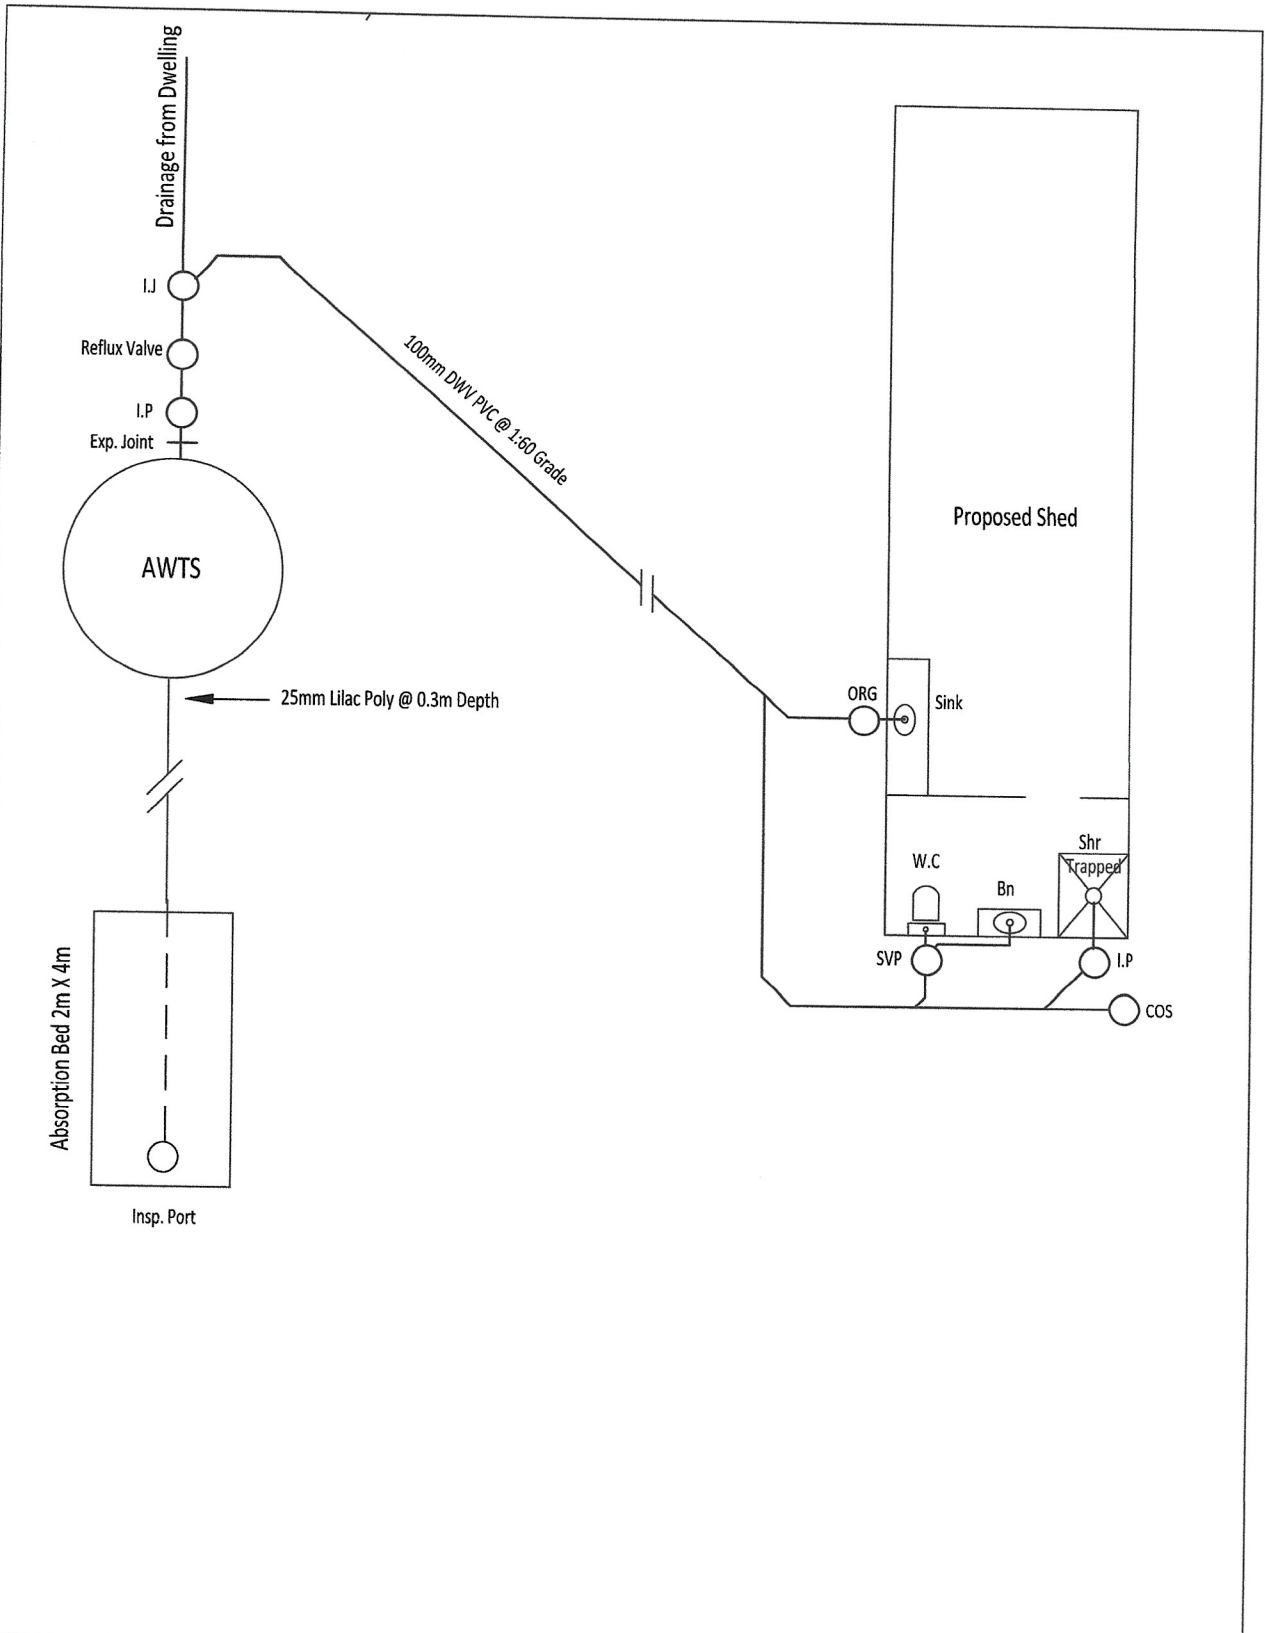 Drainage from Dwelling
I.J
Reflux Valve
100mm DWV PVC @ 1:60 Grade
I.P
Exp. Joint
Proposed Shed
AWTS
25mm Lilac Poly @ 0.3m Depth
ORG
Sink
Shr
Trapped
W.C
Bn
SVP
I.P
COS
Absorption Bed 2m X 4m
Insp. Port